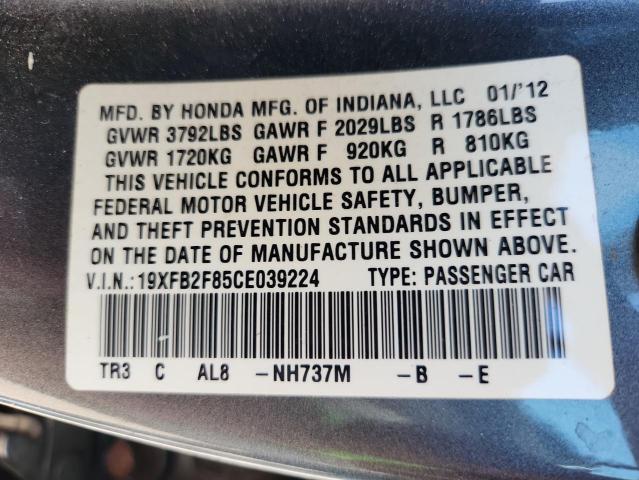 MFD. BY HONDA MFG. OF INDIANA, LLC 01/'12
GVWR 3792LBS GAWR F 2029LBS R 1786LBS
GVWR 1720KG GAWR F 920KG R 810KG
THIS VEHICLE CONFORMS TO ALL APPLICABLE
FEDERAL MOTOR VEHICLE SAFETY, BUMPER,
AND THEFT PREVENTION STANDARDS IN EFFECT
ON THE DATE OF MANUFACTURE SHOWN ABOVE.
V.I.N.:19XFB2F85CE039224 TYPE: PASSENGER CAR
TR3 C AL8 -NH737M -B -E